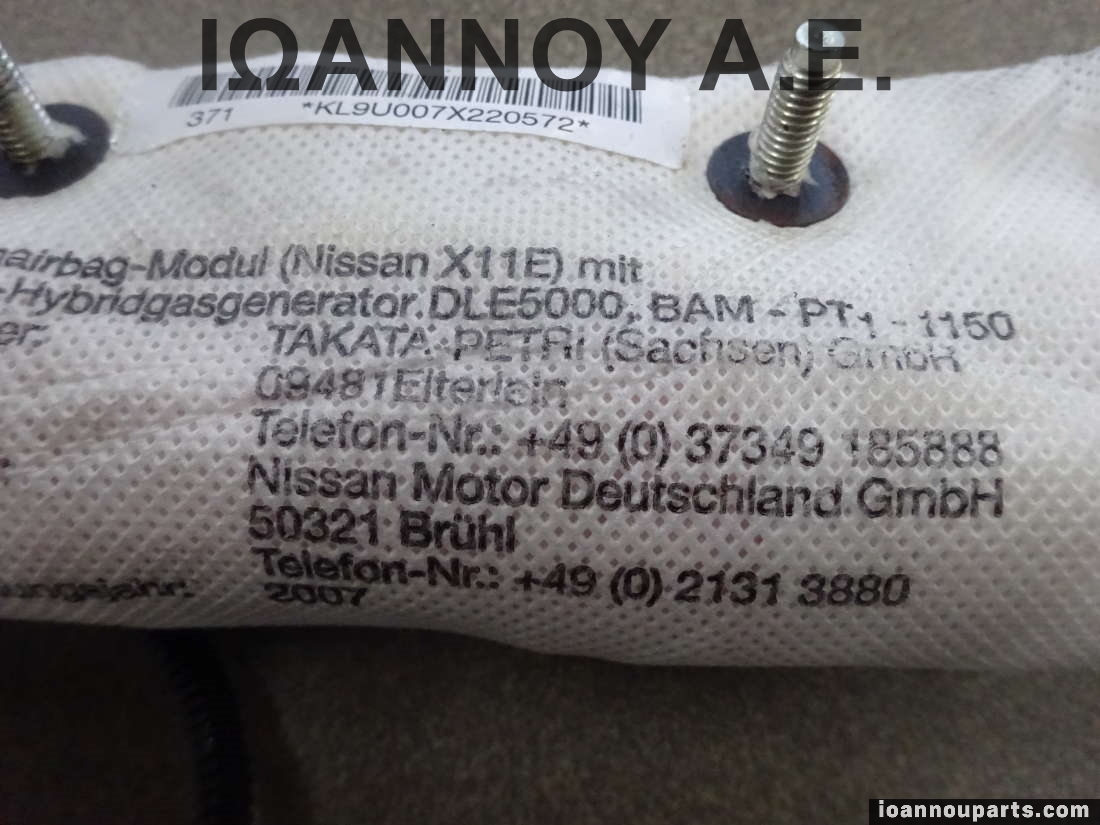 ΙΩΑΝΝΟΥ Α.Ε.
371 *KL9U007X220572*
airbag-Modul (Nissan X11E) mit
-Hybridgasgenerator. DLE5000, BAM - PT1 - 1150
er:
TAKATA-PETRI (Sachsen) GmbH
09481 Elterlein
Telefon-Nr.: +49 (0) 37349 185888
Nissan Motor Deutschland GmbH
50321 Brühl
Telefon-Nr.: +49 (0) 2131 3880
ungsjahr: 2007
ioannouparts.com